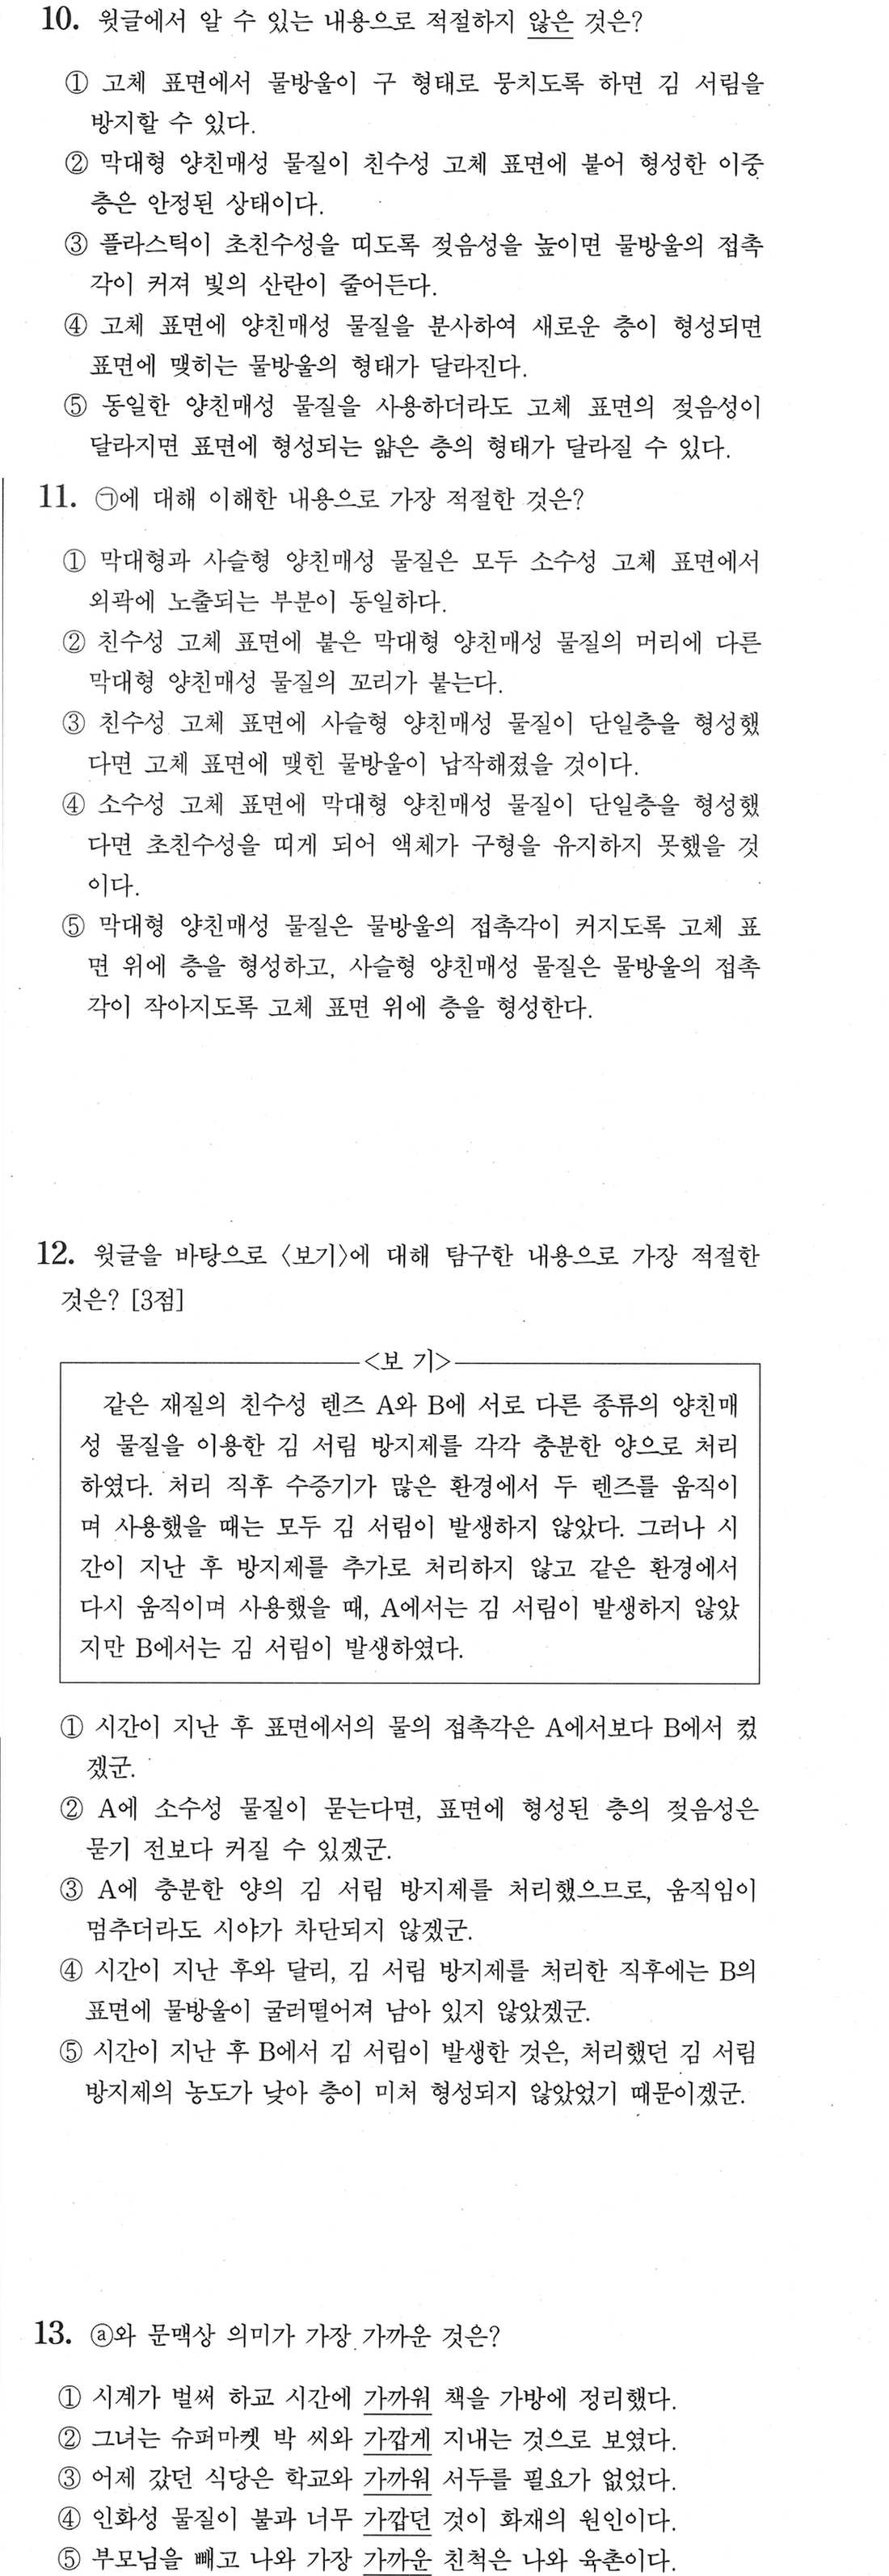 10. 윗글에서 알 수 있는 내용으로 적절하지 않은 것은?
① 고체 표면에서 물방울이 구 형태로 뭉치도록 하면 김 서림을
방지할 수 있다.
② 막대형 양친매성 물질이 친수성 고체 표면에 붙어 형성한 이중
층은 안정된 상태이다.
③ 플라스틱이 초친수성을 띠도록 젖음성을 높이면 물방울의 접촉
각이 커져 빛의 산란이 줄어든다.
④ 고체 표면에 양친매성 물질을 분사하여 새로운 층이 형성되면
표면에 맺히는 물방울의 형태가 달라진다.
⑤ 동일한 양친매성 물질을 사용하더라도 고체 표면의 젖음성이
달라지면 표면에 형성되는 얇은 층의 형태가 달라질 수 있다.
11. ㉠에 대해 이해한 내용으로 가장 적절한 것은?
① 막대형과 사슬형 양친매성 물질은 모두 소수성 고체 표면에서
외곽에 노출되는 부분이 동일하다.
② 친수성 고체 표면에 붙은 막대형 양친매성 물질의 머리에 다른
막대형 양친매성 물질의 꼬리가 붙는다.
③ 친수성 고체 표면에 사슬형 양친매성 물질이 단일층을 형성했
다면 고체 표면에 맺힌 물방울이 납작해졌을 것이다.
④ 소수성 고체 표면에 막대형 양친매성 물질이 단일층을 형성했
다면 초친수성을 띠게 되어 액체가 구형을 유지하지 못했을 것
이다.
⑤ 막대형 양친매성 물질은 물방울의 접촉각이 커지도록 고체 표
면 위에 층을 형성하고, 사슬형 양친매성 물질은 물방울의 접촉
각이 작아지도록 고체 표면 위에 층을 형성한다.
12. 윗글을 바탕으로 <보기>에 대해 탐구한 내용으로 가장 적절한
것은? [3점]
<보 기>
같은 재질의 친수성 렌즈 A와 B에 서로 다른 종류의 양친매
성 물질을 이용한 김 서림 방지제를 각각 충분한 양으로 처리
하였다. 처리 직후 수증기가 많은 환경에서 두 렌즈를 움직이
며 사용했을 때는 모두 김 서림이 발생하지 않았다. 그러나 시
간이 지난 후 방지제를 추가로 처리하지 않고 같은 환경에서
다시 움직이며 사용했을 때, A에서는 김 서림이 발생하지 않았
지만 B에서는 김 서림이 발생하였다.
① 시간이 지난 후 표면에서의 물의 접촉각은 A에서보다 B에서 컸
겠군.
② A에 소수성 물질이 묻는다면, 표면에 형성된 층의 젖음성은
묻기 전보다 커질 수 있겠군.
③ A에 충분한 양의 김 서림 방지제를 처리했으므로, 움직임이
멈추더라도 시야가 차단되지 않겠군.
④ 시간이 지난 후와 달리, 김 서림 방지제를 처리한 직후에는 B의
표면에 물방울이 굴러떨어져 남아 있지 않았겠군.
⑤ 시간이 지난 후 B에서 김 서림이 발생한 것은, 처리했던 김 서림
방지제의 농도가 낮아 층이 미처 형성되지 않았었기 때문이겠군.
13. ⓐ와 문맥상 의미가 가장 가까운 것은?
① 시계가 벌써 하교 시간에 가까워 책을 가방에 정리했다.
② 그녀는 슈퍼마켓 박 씨와 가깝게 지내는 것으로 보였다.
③ 어제 갔던 식당은 학교와 가까워 서두를 필요가 없었다.
④ 인화성 물질이 불과 너무 가깝던 것이 화재의 원인이다.
⑤ 부모님을 빼고 나와 가장 가까운 친척은 나와 육촌이다.